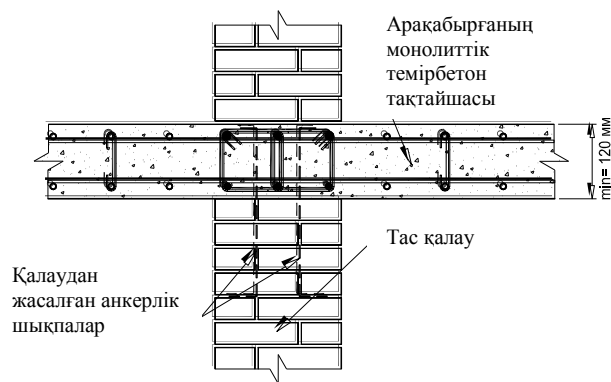 Арақабырғаның
монолиттік
темірбетон
тақтайшасы
min= 120 мм
Тас қалау
Қалаудан
жасалған анкерлік
шықпалар